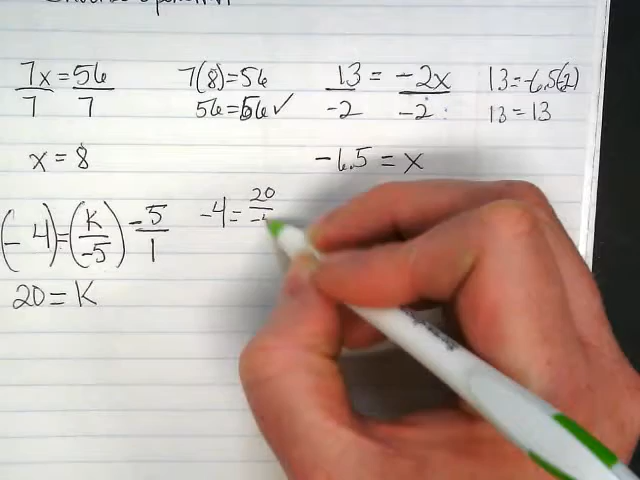 7x = 56 7(8) = 56 13 = -2x 13 = -6.5(-2)
7 7 56 = 56 ✓ -2 -2 13 = 13
x = 8 -6.5 = x
(-4) = (K/-5) -5/1 -4 = 20/
20 = K